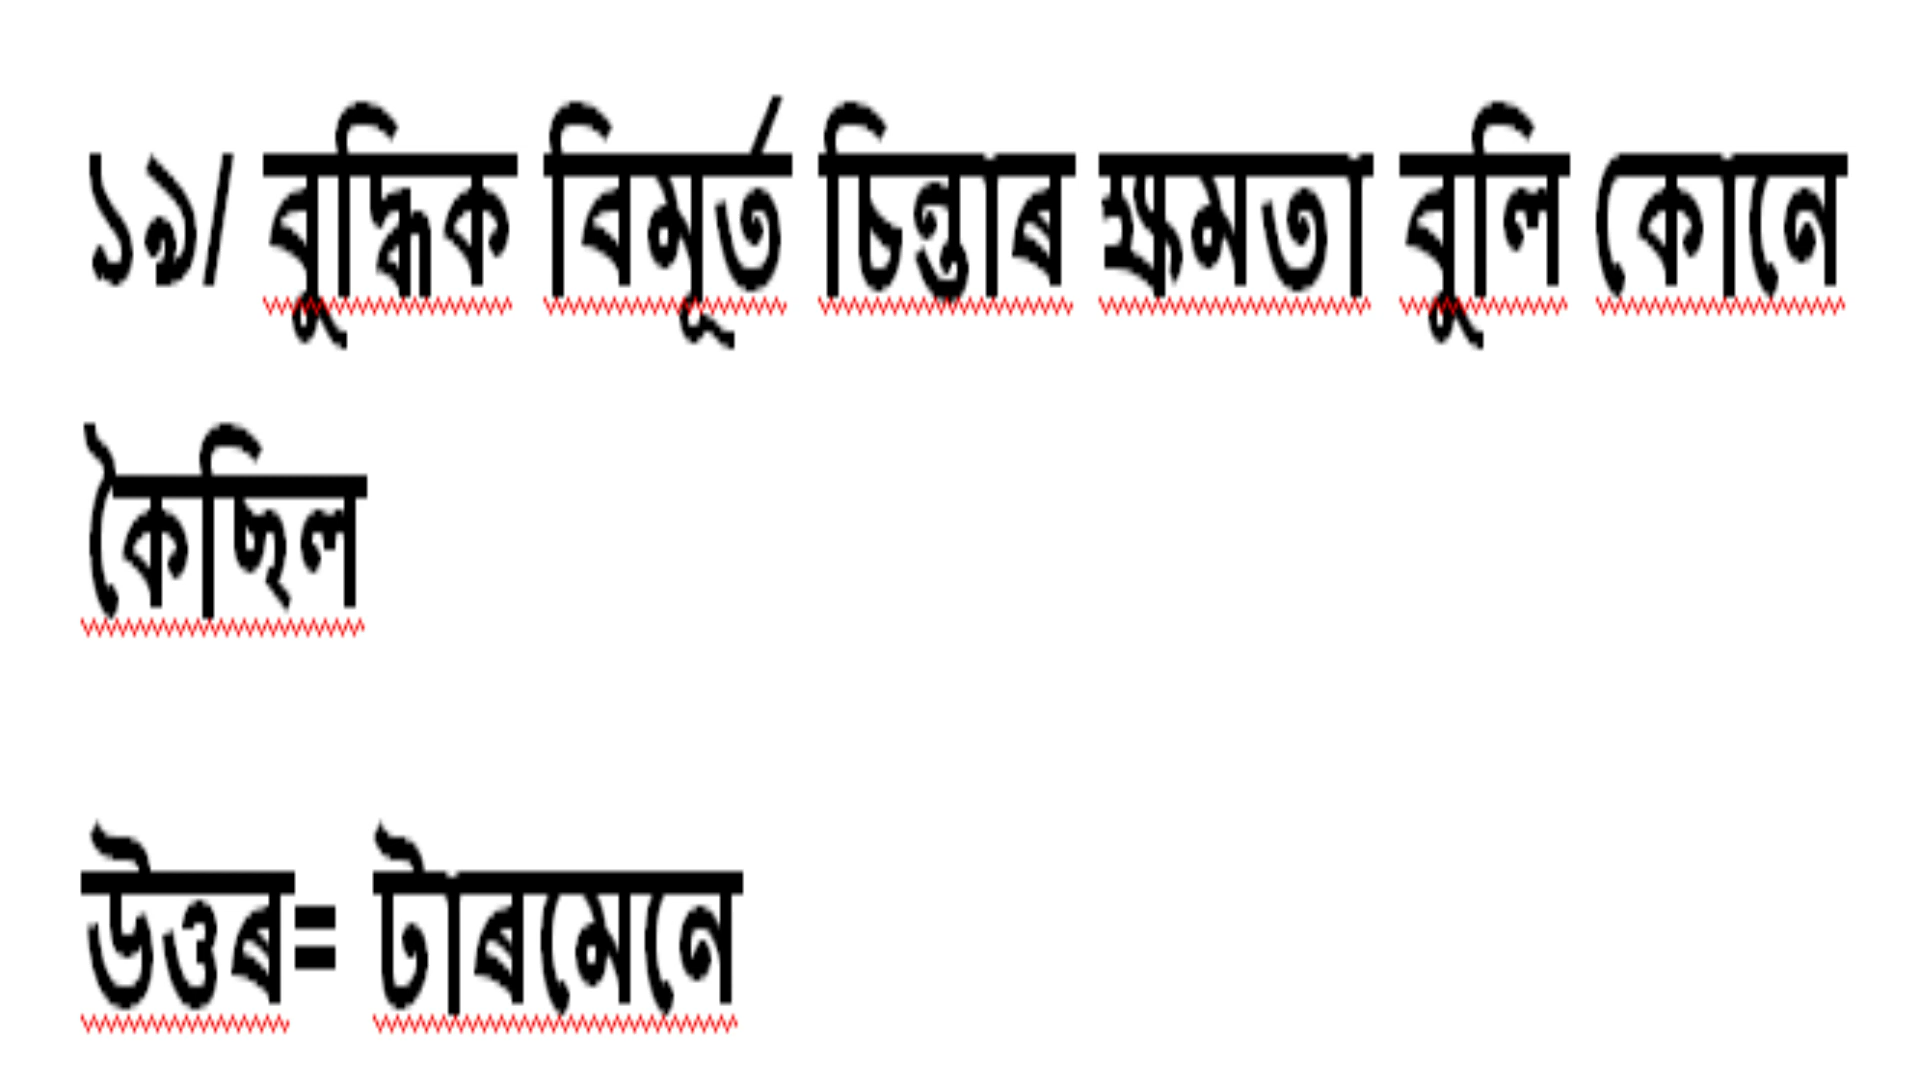 ১৯/ বুদ্ধিক বিমূৰ্ত চিন্তাৰ ক্ষমতা বুলি কোনে
কৈছিল
উত্তৰ= টাৰমেনে